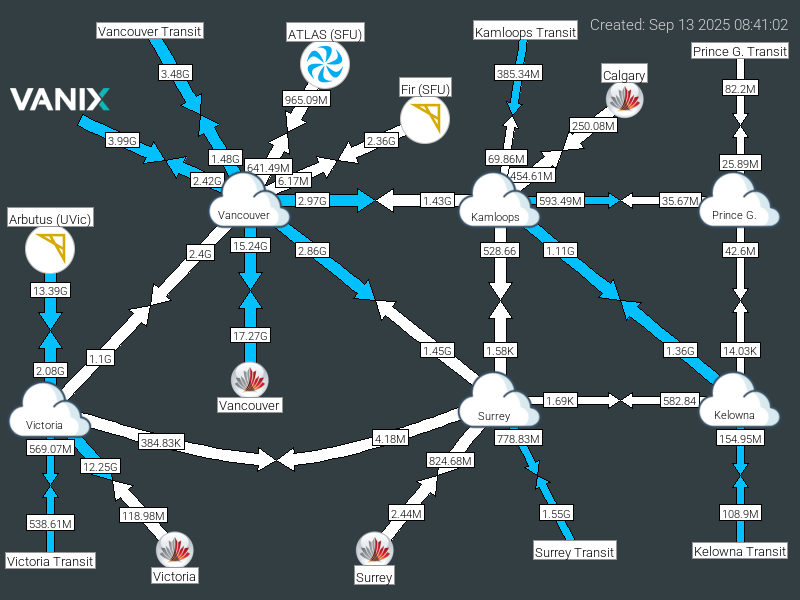 Created: Sep 13 2025 08:41:02
Vancouver Transit
ATLAS (SFU)
Kamloops Transit
Prince G. Transit
3.48G
385.34M
Calgary
82.2M
VANIX
965.09M
Fir (SFU)
250.08M
3.99G
2.36G
1.48G
69.86M
25.89M
641.49M
454.61M
2.42G
6.17M
2.97G
1.43G
593.49M
35.67M
Arbutus (UVic)
Vancouver
Kamloops
Prince G.
2.4G
15.24G
2.86G
528.66
1.11G
42.6M
13.39G
17.27G
1.1G
1.45G
1.58K
1.36G
14.03K
2.08G
Vancouver
1.69K
582.84
Victoria
Surrey
Kelowna
569.07M
384.83K
4.18M
778.83M
154.95M
12.25G
824.68M
118.98M
2.44M
1.55G
108.9M
538.61M
Victoria Transit
Victoria
Surrey
Surrey Transit
Kelowna Transit